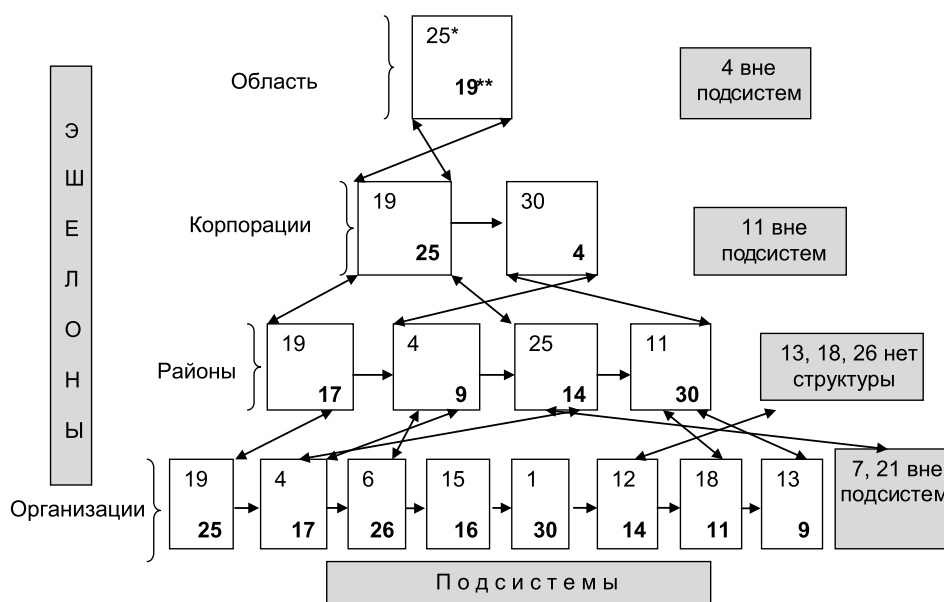 25*
19**
Область
4 вне
подсистем
ЭШЕЛОНЫ
19
25
30
4
Корпорации
11 вне
подсистем
19
17
4
9
25
14
11
30
Районы
13, 18, 26 нет
структуры
19
25
4
17
6
26
15
16
1
30
12
14
18
11
13
9
Организации
7, 21 вне
подсистем
Подсистемы